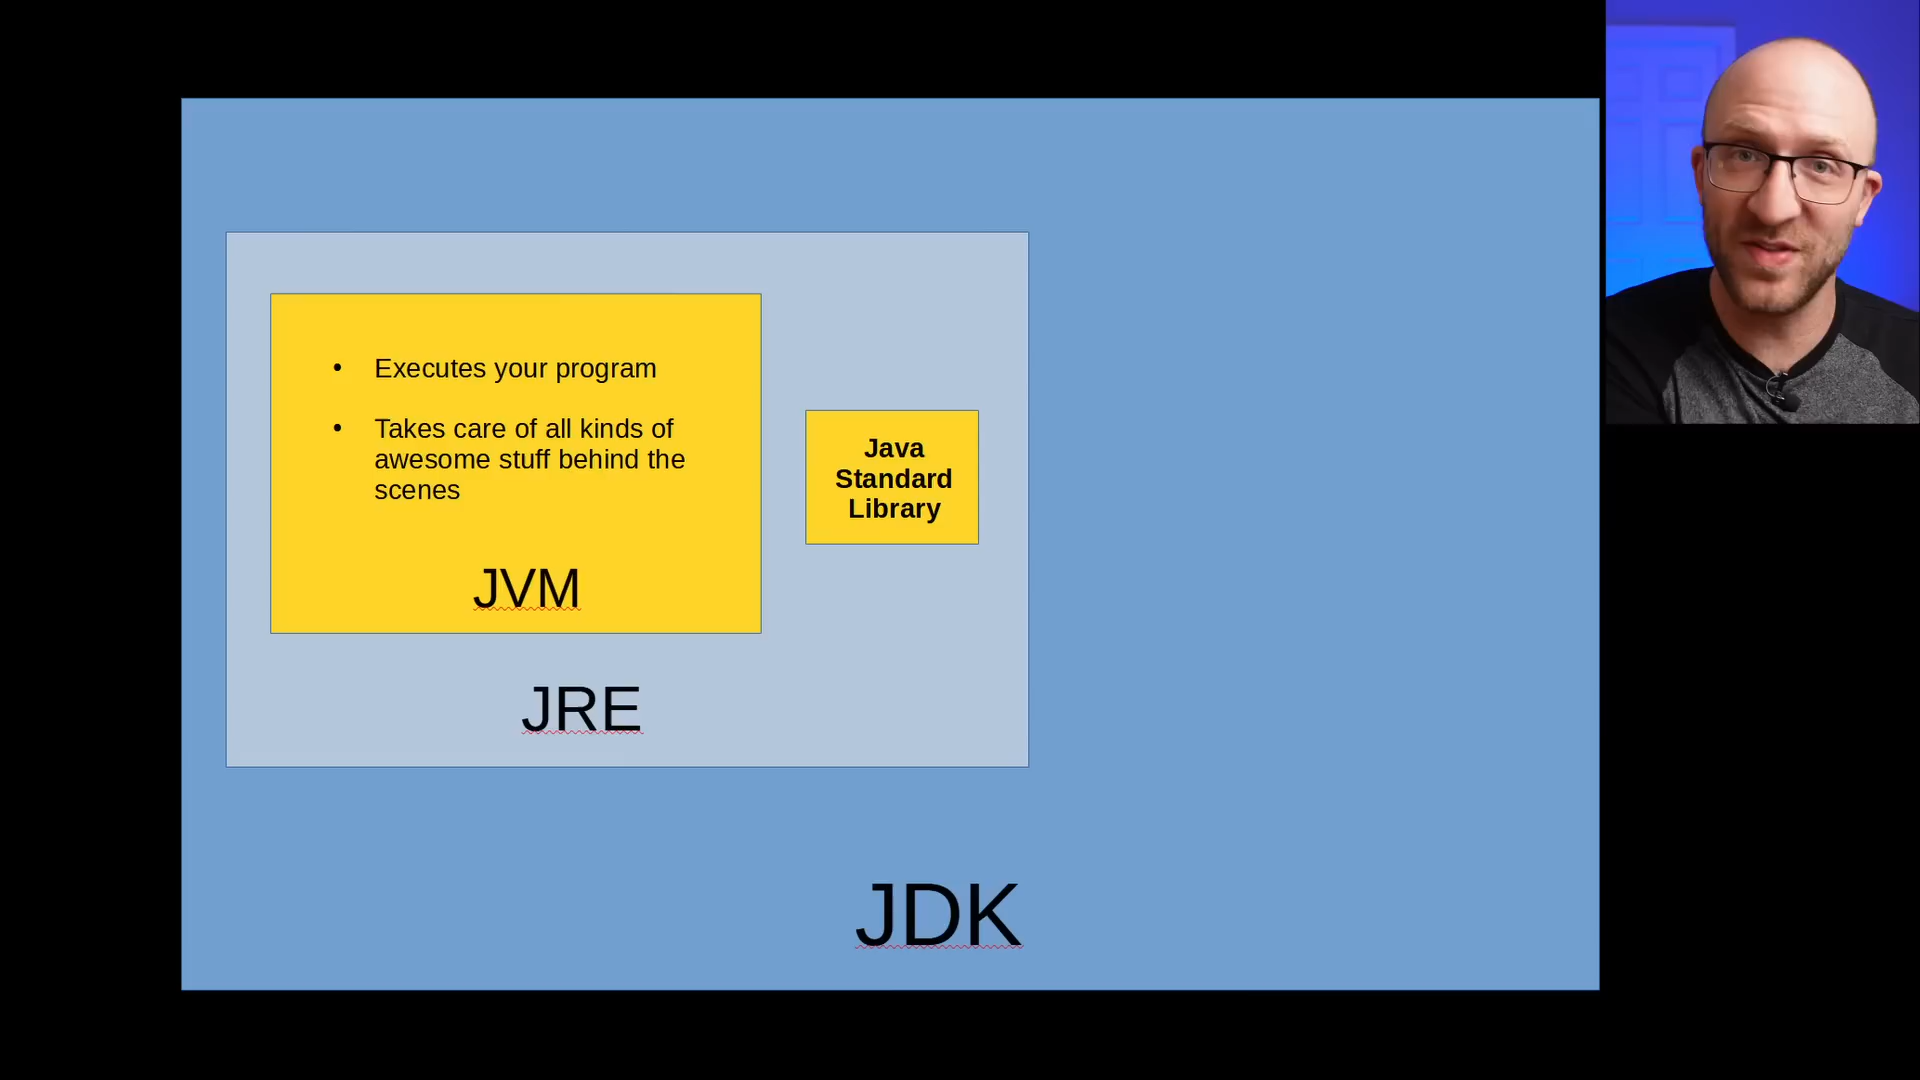 • Executes your program
• Takes care of all kinds of
awesome stuff behind the
scenes
JVM
Java
Standard
Library
JRE
JDK